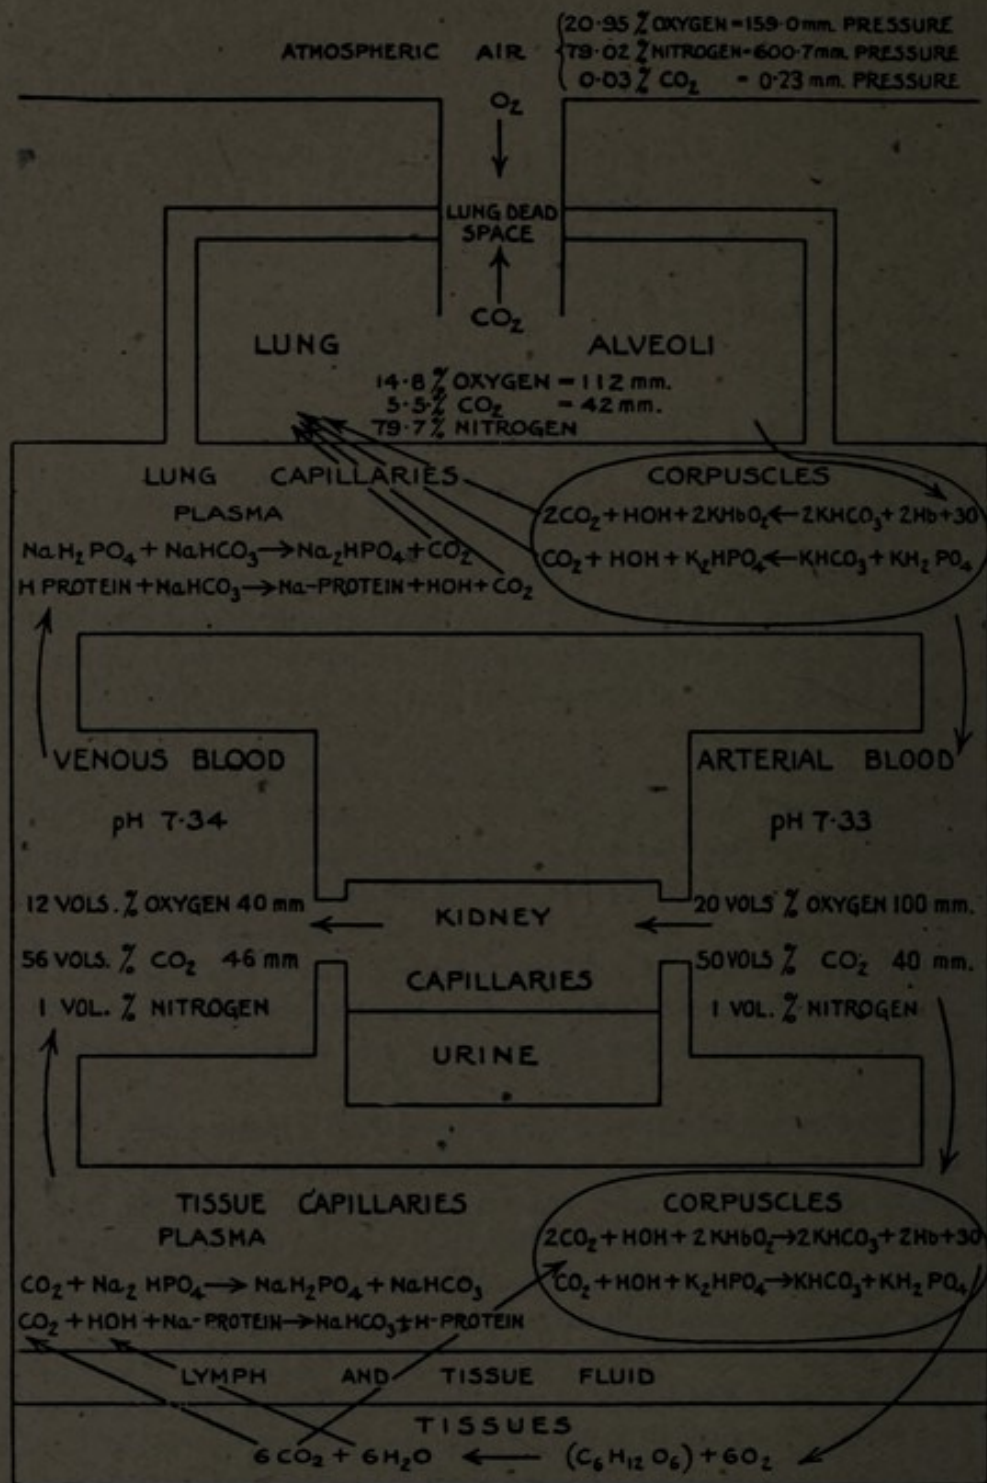 20·95 % OXYGEN = 159·0 mm. PRESSURE
ATMOSPHERIC AIR
79·02 % NITROGEN = 600·7 mm. PRESSURE
0·03 % CO₂ = 0·23 mm. PRESSURE
O₂
LUNG DEAD
SPACE
CO₂
LUNG ALVEOLI
14·8 % OXYGEN = 112 mm.
5·5 % CO₂ = 42 mm.
79·7 % NITROGEN
LUNG CAPILLARIES
PLASMA
NaH₂PO₄ + NaHCO₃ → Na₂HPO₄ + CO₂
H PROTEIN + NaHCO₃ → Na-PROTEIN + HOH + CO₂
CORPUSCLES
2CO₂ + HOH + 2KHbO₂ ← 2KHCO₃ + 2Hb + 30
CO₂ + HOH + K₂HPO₄ ← KHCO₃ + KH₂PO₄
VENOUS BLOOD
pH 7·34
12 VOLS. % OXYGEN 40 mm
56 VOLS. % CO₂ 46 mm
1 VOL. % NITROGEN
KIDNEY
CAPILLARIES
URINE
ARTERIAL BLOOD
pH 7·33
20 VOLS % OXYGEN 100 mm.
50 VOLS % CO₂ 40 mm.
1 VOL. % NITROGEN
TISSUE CAPILLARIES
PLASMA
CO₂ + Na₂HPO₄ → NaH₂PO₄ + NaHCO₃
CO₂ + HOH + Na-PROTEIN → NaHCO₃ + H-PROTEIN
CORPUSCLES
2CO₂ + HOH + 2KHbO₂ → 2KHCO₃ + 2Hb + 30
CO₂ + HOH + K₂HPO₄ → KHCO₃ + KH₂PO₄
LYMPH AND TISSUE FLUID
TISSUES
6CO₂ + 6H₂O ← (C₆H₁₂O₆) + 6O₂